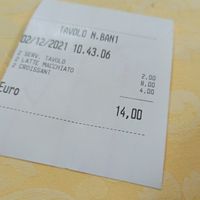 TAVOLO N.BAN1
02/12/2021 10.43.06
2 SERV. TAVOLO 2,00
2 LATTE MACCHIATO 8,00
2 CROISSANT 4,00
Euro 14,00